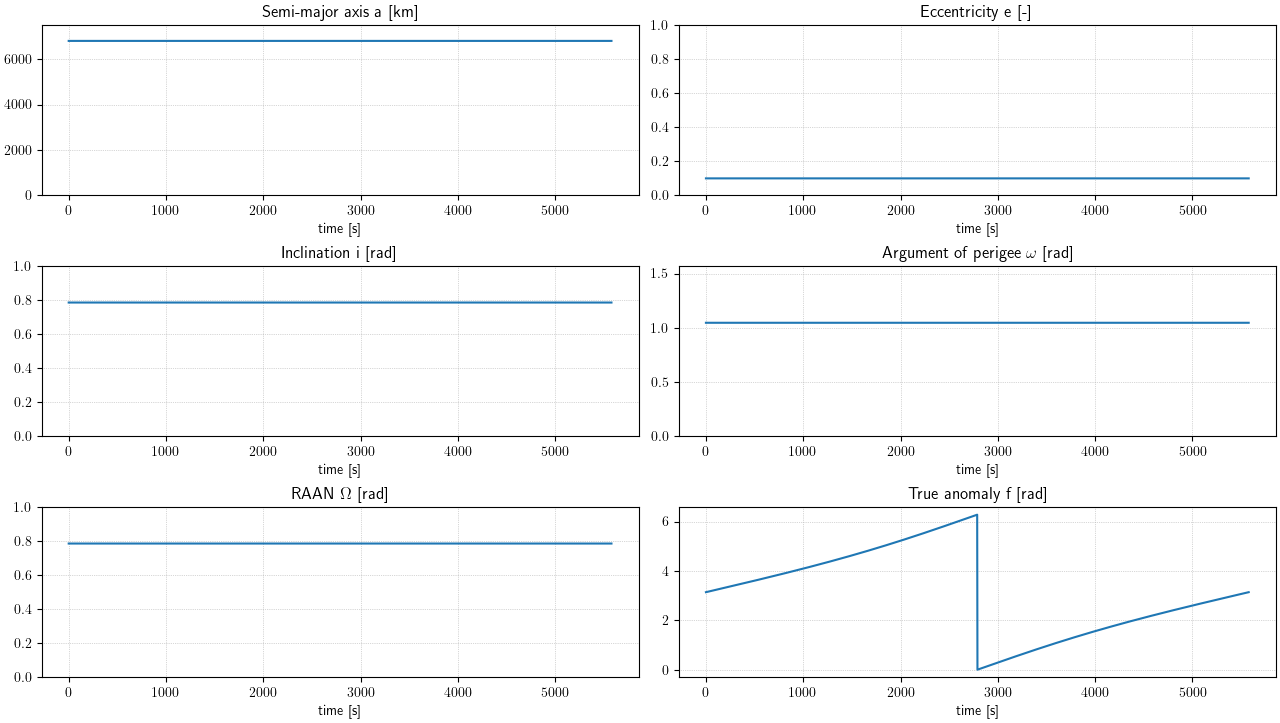 Semi-major axis a [km]
6000
4000
2000
0
0 1000 2000 3000 4000 5000
time [s]
Eccentricity e [-]
1.0
0.8
0.6
0.4
0.2
0.0
0 1000 2000 3000 4000 5000
time [s]
Inclination i [rad]
1.0
0.8
0.6
0.4
0.2
0.0
0 1000 2000 3000 4000 5000
time [s]
Argument of perigee ω [rad]
1.5
1.0
0.5
0.0
0 1000 2000 3000 4000 5000
time [s]
RAAN Ω [rad]
1.0
0.8
0.6
0.4
0.2
0.0
0 1000 2000 3000 4000 5000
time [s]
True anomaly f [rad]
6
4
2
0
0 1000 2000 3000 4000 5000
time [s]